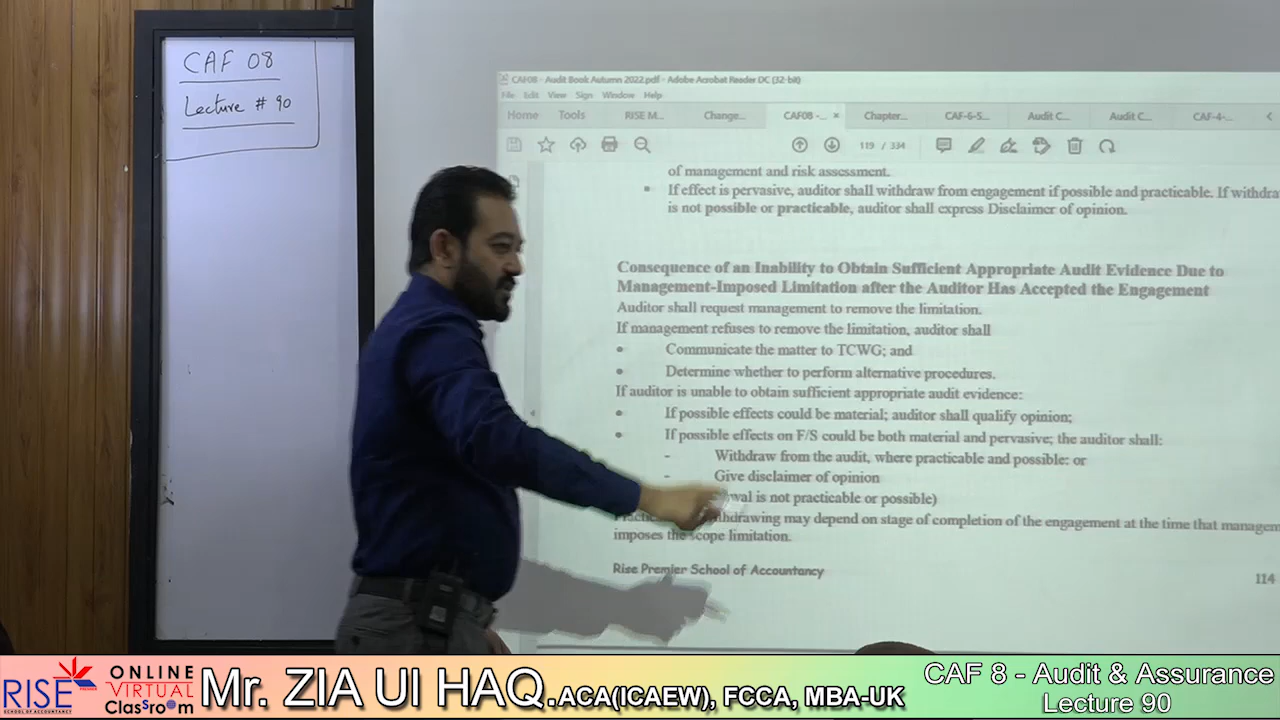 CAF 08
Lecture # 90
CAF08 - Audit Book Autumn 2022.pdf - Adobe Acrobat Reader DC (32-bit)
File Edit View Sign Window Help
Home Tools RISE M... Change... CAF08 -... × Chapter... CAF-6-5... Audit C... Audit C... CAF-4-...
119 / 334
of management and risk assessment.
▪ If effect is pervasive, auditor shall withdraw from engagement if possible and practicable. If withdra
is not possible or practicable, auditor shall express Disclaimer of opinion.
Consequence of an Inability to Obtain Sufficient Appropriate Audit Evidence Due to
Management-Imposed Limitation after the Auditor Has Accepted the Engagement
Auditor shall request management to remove the limitation.
If management refuses to remove the limitation, auditor shall
• Communicate the matter to TCWG; and
• Determine whether to perform alternative procedures.
If auditor is unable to obtain sufficient appropriate audit evidence:
• If possible effects could be material; auditor shall qualify opinion;
• If possible effects on F/S could be both material and pervasive; the auditor shall:
- Withdraw from the audit, where practicable and possible: or
- Give disclaimer of opinion
wal is not practicable or possible)
hdrawing may depend on stage of completion of the engagement at the time that managem
imposes the scope limitation.
Rise Premier School of Accountancy
114
RISE PREMIER
SCHOOL OF ACCOUNTANCY
ONLINE
VIRTUAL
Classroom
Mr. ZIA Ul HAQ. ACA(ICAEW), FCCA, MBA-UK
CAF 8 - Audit & Assurance
Lecture 90